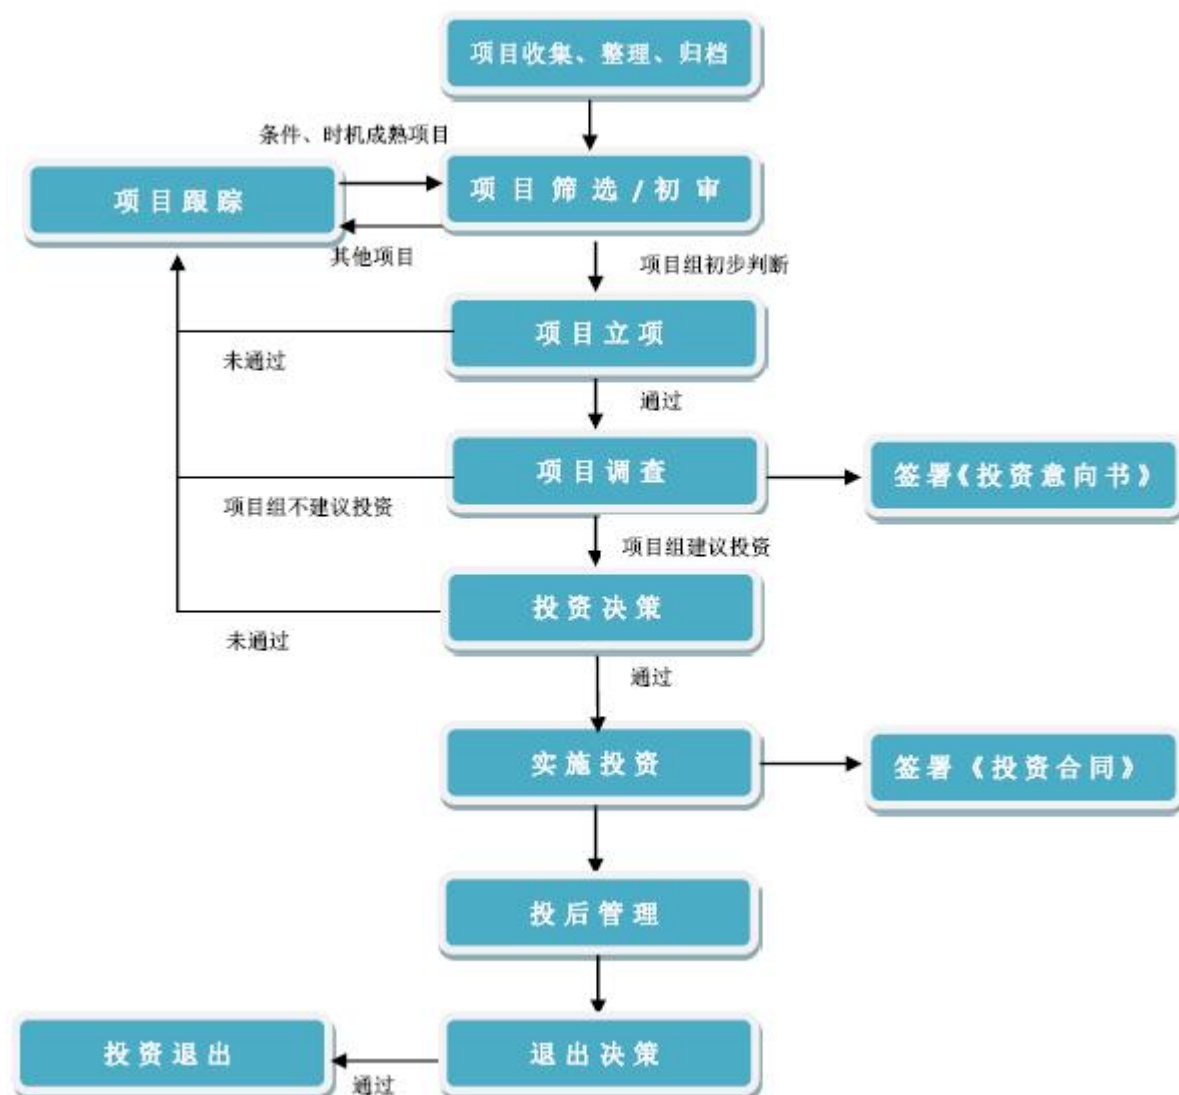 项目收集、整理、归档
条件、时机成熟项目
项目跟踪
项目筛选/初审
其他项目
项目组初步判断
项目立项
未通过
通过
项目调查
签署《投资意向书》
项目组不建议投资
项目组建议投资
投资决策
未通过
通过
实施投资
签署《投资合同》
投后管理
投资退出
退出决策
通过